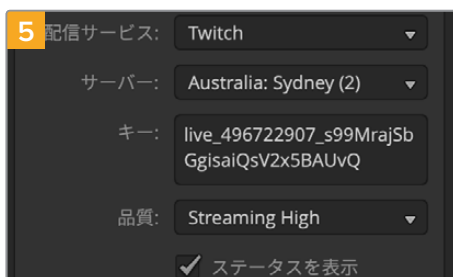 5
配信サービス: Twitch
サーバー: Australia: Sydney (2)
キー: live_496722907_s99MrajSb
GgisaiQsV2x5BAUvQ
品質: Streaming High
ステータスを表示